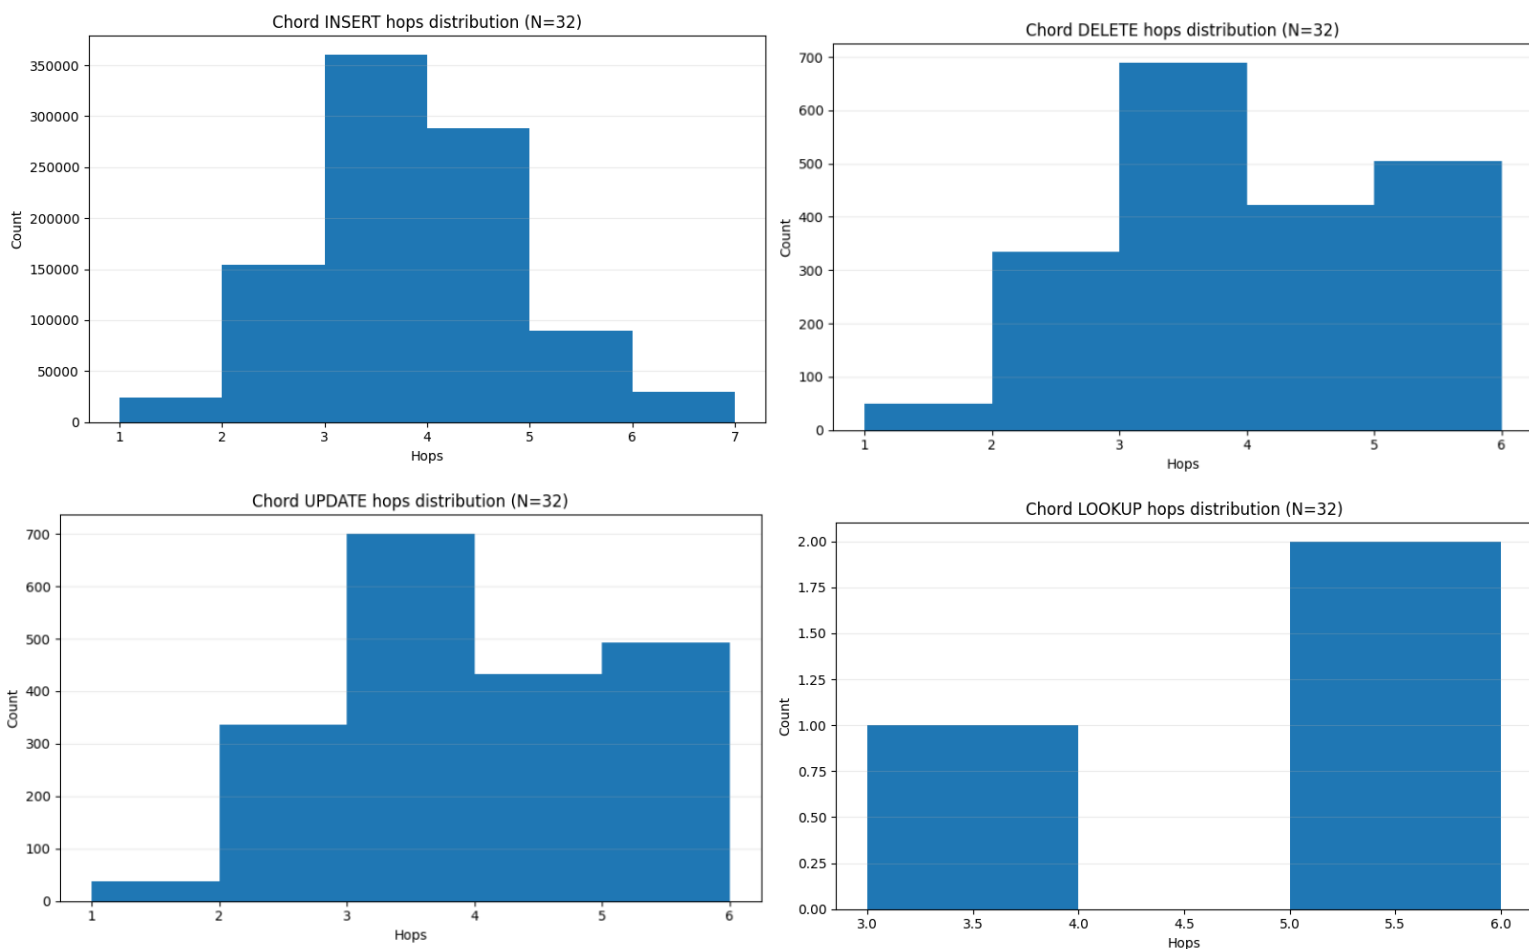 Chord INSERT hops distribution (N=32)
350000
300000
250000
200000
150000
100000
50000
0
Count
1 2 3 4 5 6 7
Hops
Chord DELETE hops distribution (N=32)
700
600
500
400
300
200
100
0
Count
1 2 3 4 5 6
Hops
Chord UPDATE hops distribution (N=32)
700
600
500
400
300
200
100
0
Count
1 2 3 4 5 6
Hops
Chord LOOKUP hops distribution (N=32)
2.00
1.75
1.50
1.25
1.00
0.75
0.50
0.25
0.00
Count
3.0 3.5 4.0 4.5 5.0 5.5 6.0
Hops